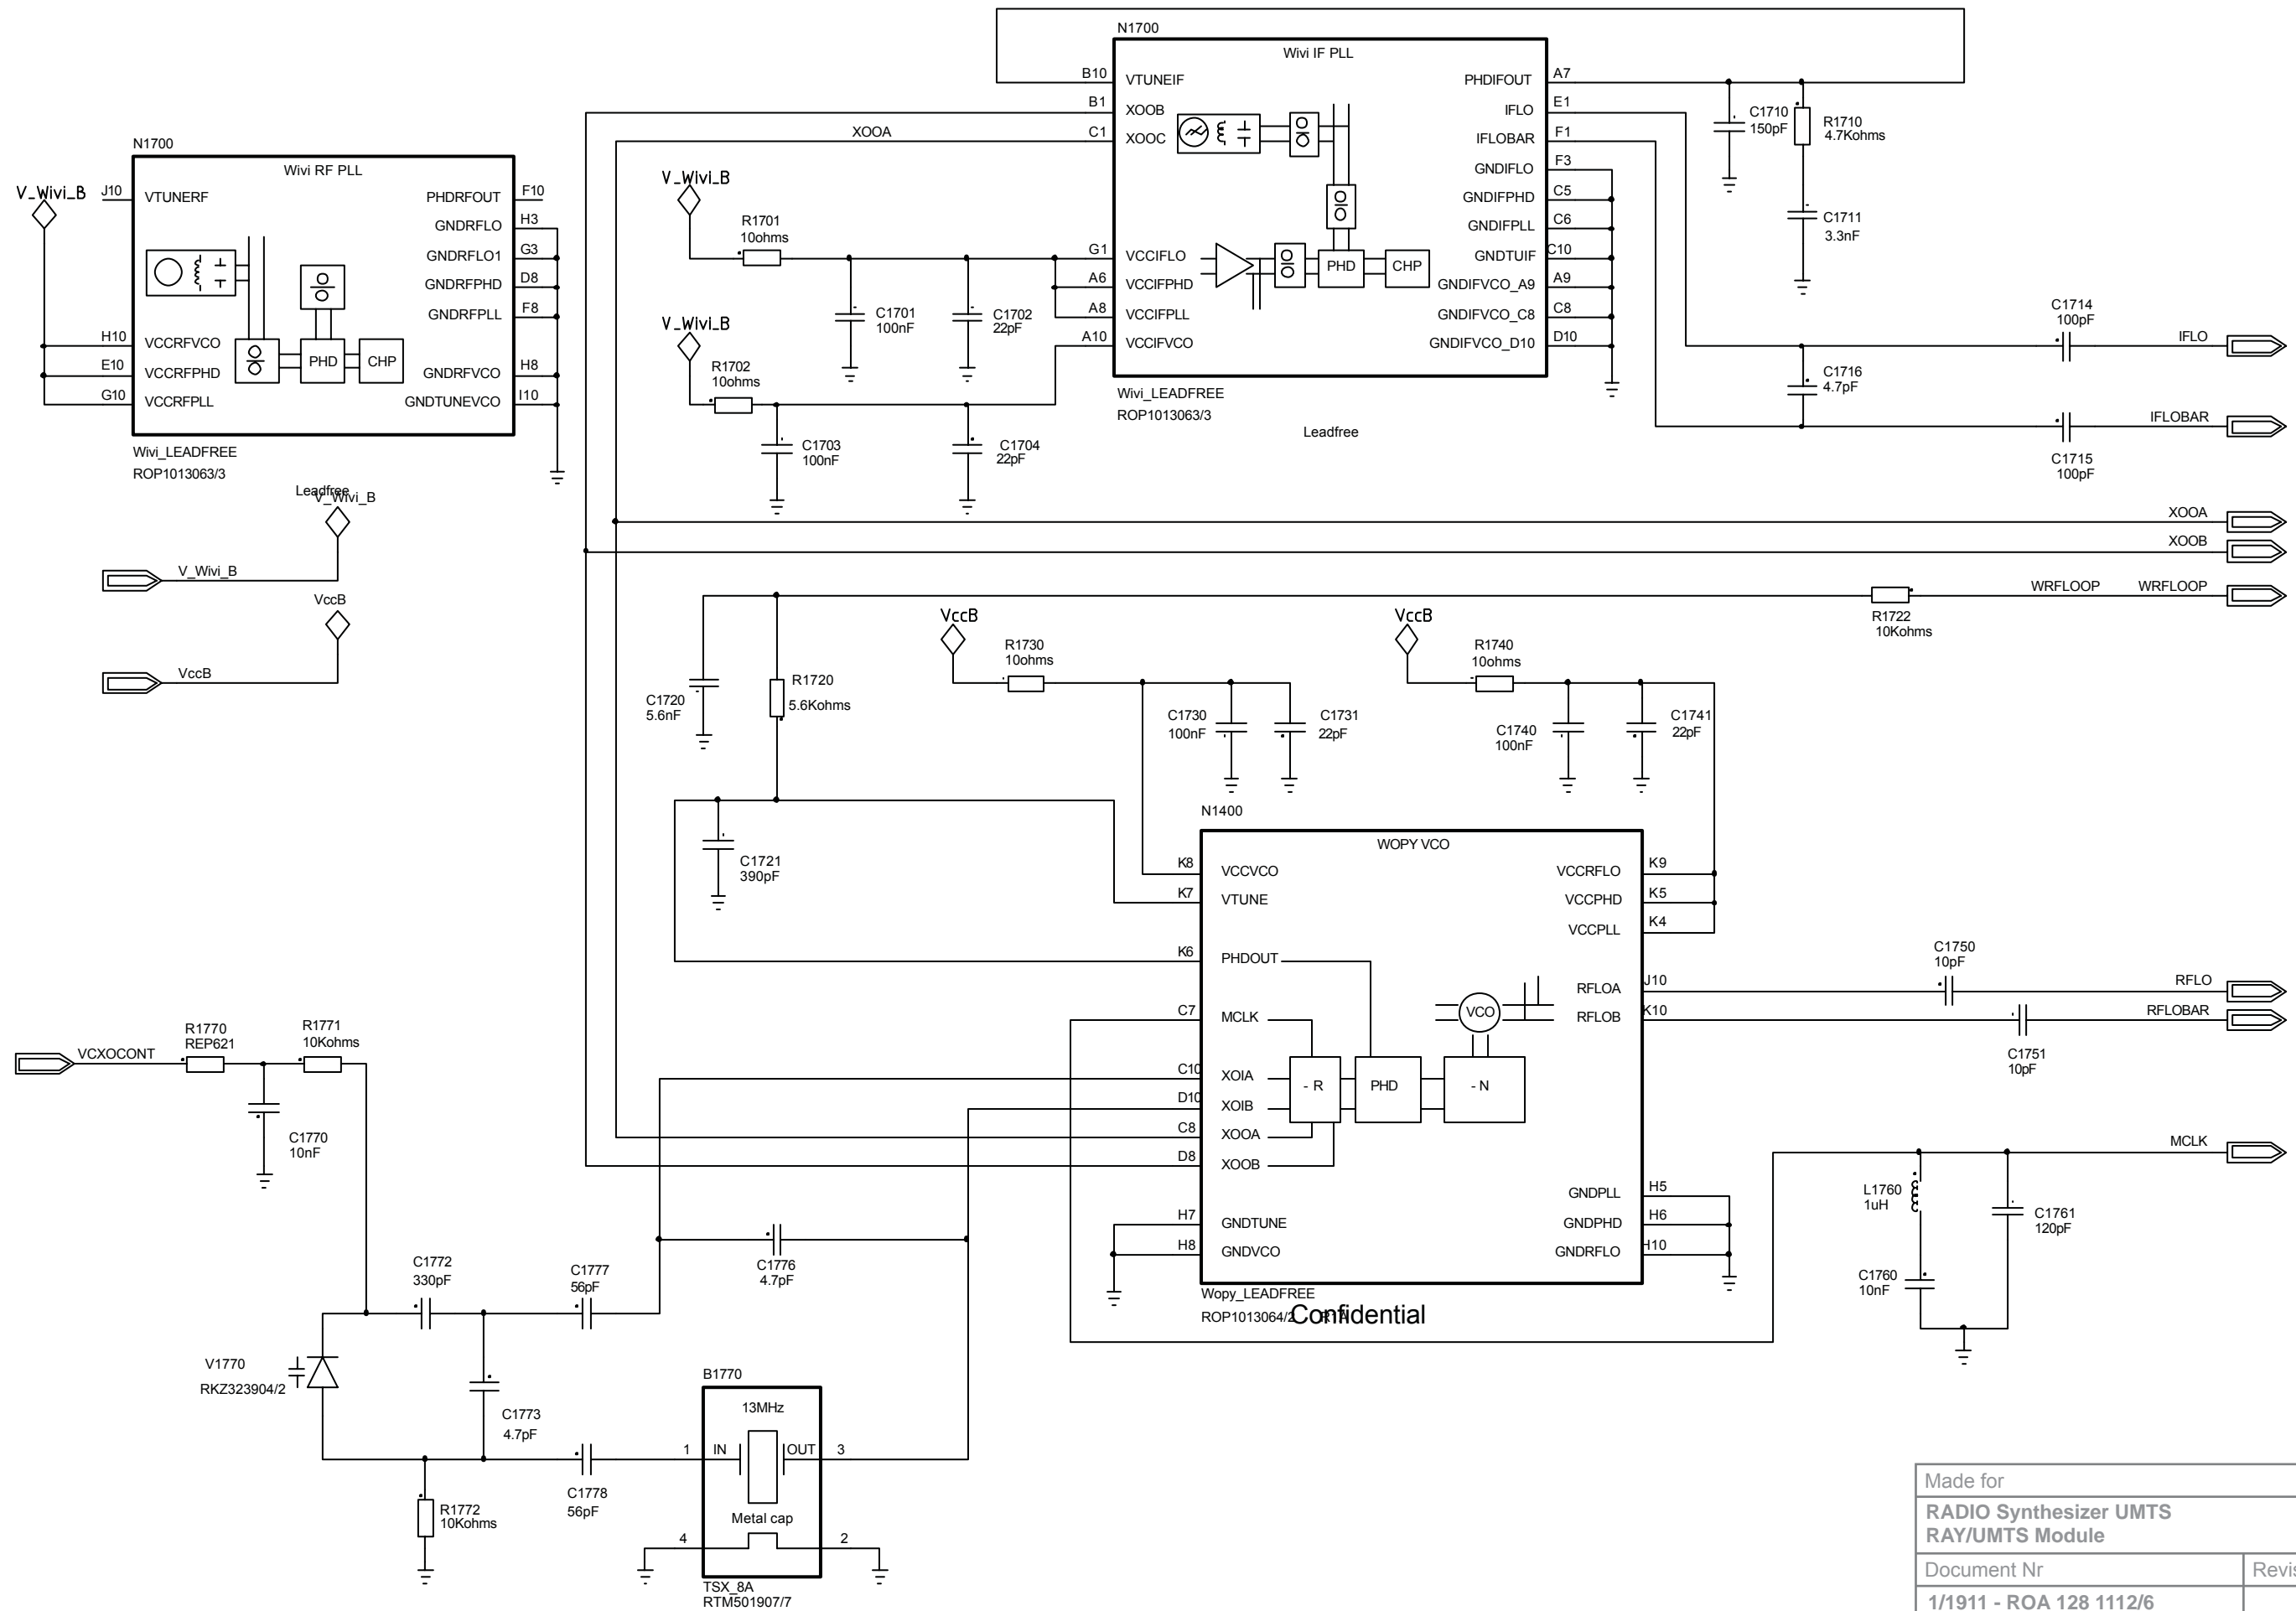 N1700
Wivi RF PLL
V_Wivi_B
J10 VTUNERF PHDRFOUT F10
GNDRFLO H3
GNDRFLO1 G3
GNDRFPHD D8
GNDRFPLL F8
H10 VCCRFVCO
E10 VCCRFPHD GNDRFVCO H8
G10 VCCRFPLL GNDTUNEVCO I10
PHD CHP
Wivi_LEADFREE
ROP1013063/3
Leadfree
V_Wivi_B
V_Wivi_B
VccB
VccB
N1700
Wivi IF PLL
B10 VTUNEIF PHDIFOUT A7
B1 XOOB IFLO E1
XOOA C1 XOOC IFLOBAR F1
GNDIFLO F3
GNDIFPHD C5
GNDIFPLL C6
G1 VCCIFLO GNDTUIF C10
A6 VCCIFPHD GNDIFVCO_A9 A9
A8 VCCIFPLL GNDIFVCO_C8 C8
A10 VCCIFVCO GNDIFVCO_D10 D10
PHD CHP
Wivi_LEADFREE
ROP1013063/3
Leadfree
V_Wivi_B
R1701
10ohms
C1701
100nF
C1702
22pF
V_Wivi_B
R1702
10ohms
C1703
100nF
C1704
22pF
C1710
150pF
R1710
4.7Kohms
C1711
3.3nF
C1714
100pF
IFLO
C1716
4.7pF
IFLOBAR
C1715
100pF
XOOA
XOOB
WRFLOOP WRFLOOP
R1722
10Kohms
C1720
5.6nF
R1720
5.6Kohms
C1721
390pF
VccB
R1730
10ohms
C1730
100nF
C1731
22pF
VccB
R1740
10ohms
C1740
100nF
C1741
22pF
N1400
WOPY VCO
K8 VCCVCO VCCRFLO K9
K7 VTUNE VCCPHD K5
VCCPLL K4
K6 PHDOUT
RFLOA J10
C7 MCLK VCO RFLOB K10
C10 XOIA
- R PHD - N
D10 XOIB
C8 XOOA
D8 XOOB
GNDPLL H5
H7 GNDTUNE GNDPHD H6
H8 GNDVCO GNDRFLO H10
Wopy_LEADFREE
ROP1013064/2 R1A
Confidential
C1750
10pF
RFLO
RFLOBAR
C1751
10pF
MCLK
L1760
1uH
C1761
120pF
C1760
10nF
VCXOCONT
R1770
REP621
R1771
10Kohms
C1770
10nF
C1772
330pF
C1777
56pF
C1776
4.7pF
V1770
RKZ323904/2
C1773
4.7pF
C1778
56pF
R1772
10Kohms
B1770
13MHz
1 IN OUT 3
Metal cap
4 2
TSX_8A
RTM501907/7
Made for
RADIO Synthesizer UMTS
RAY/UMTS Module
Document Nr Revis
1/1911 - ROA 128 1112/6